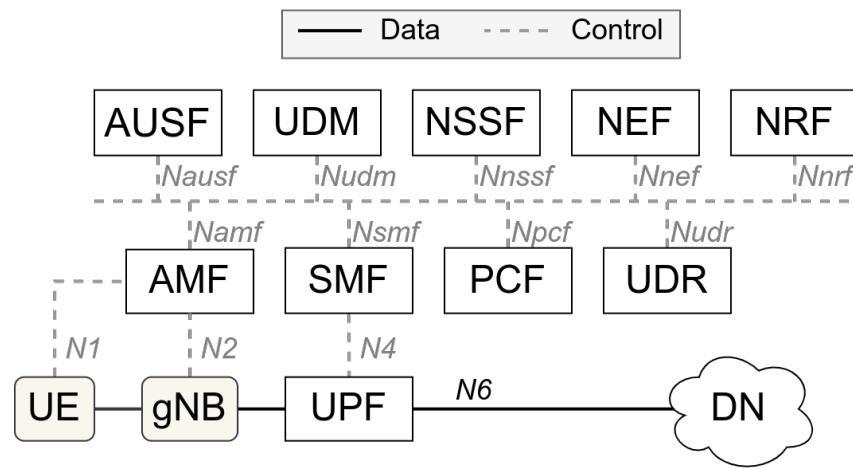 Data Control
AUSF UDM NSSF NEF NRF
Nausf Nudm Nnssf Nnef Nnrf
Namf Nsmf Npcf Nudr
AMF SMF PCF UDR
N1 N2 N4
UE gNB UPF N6 DN